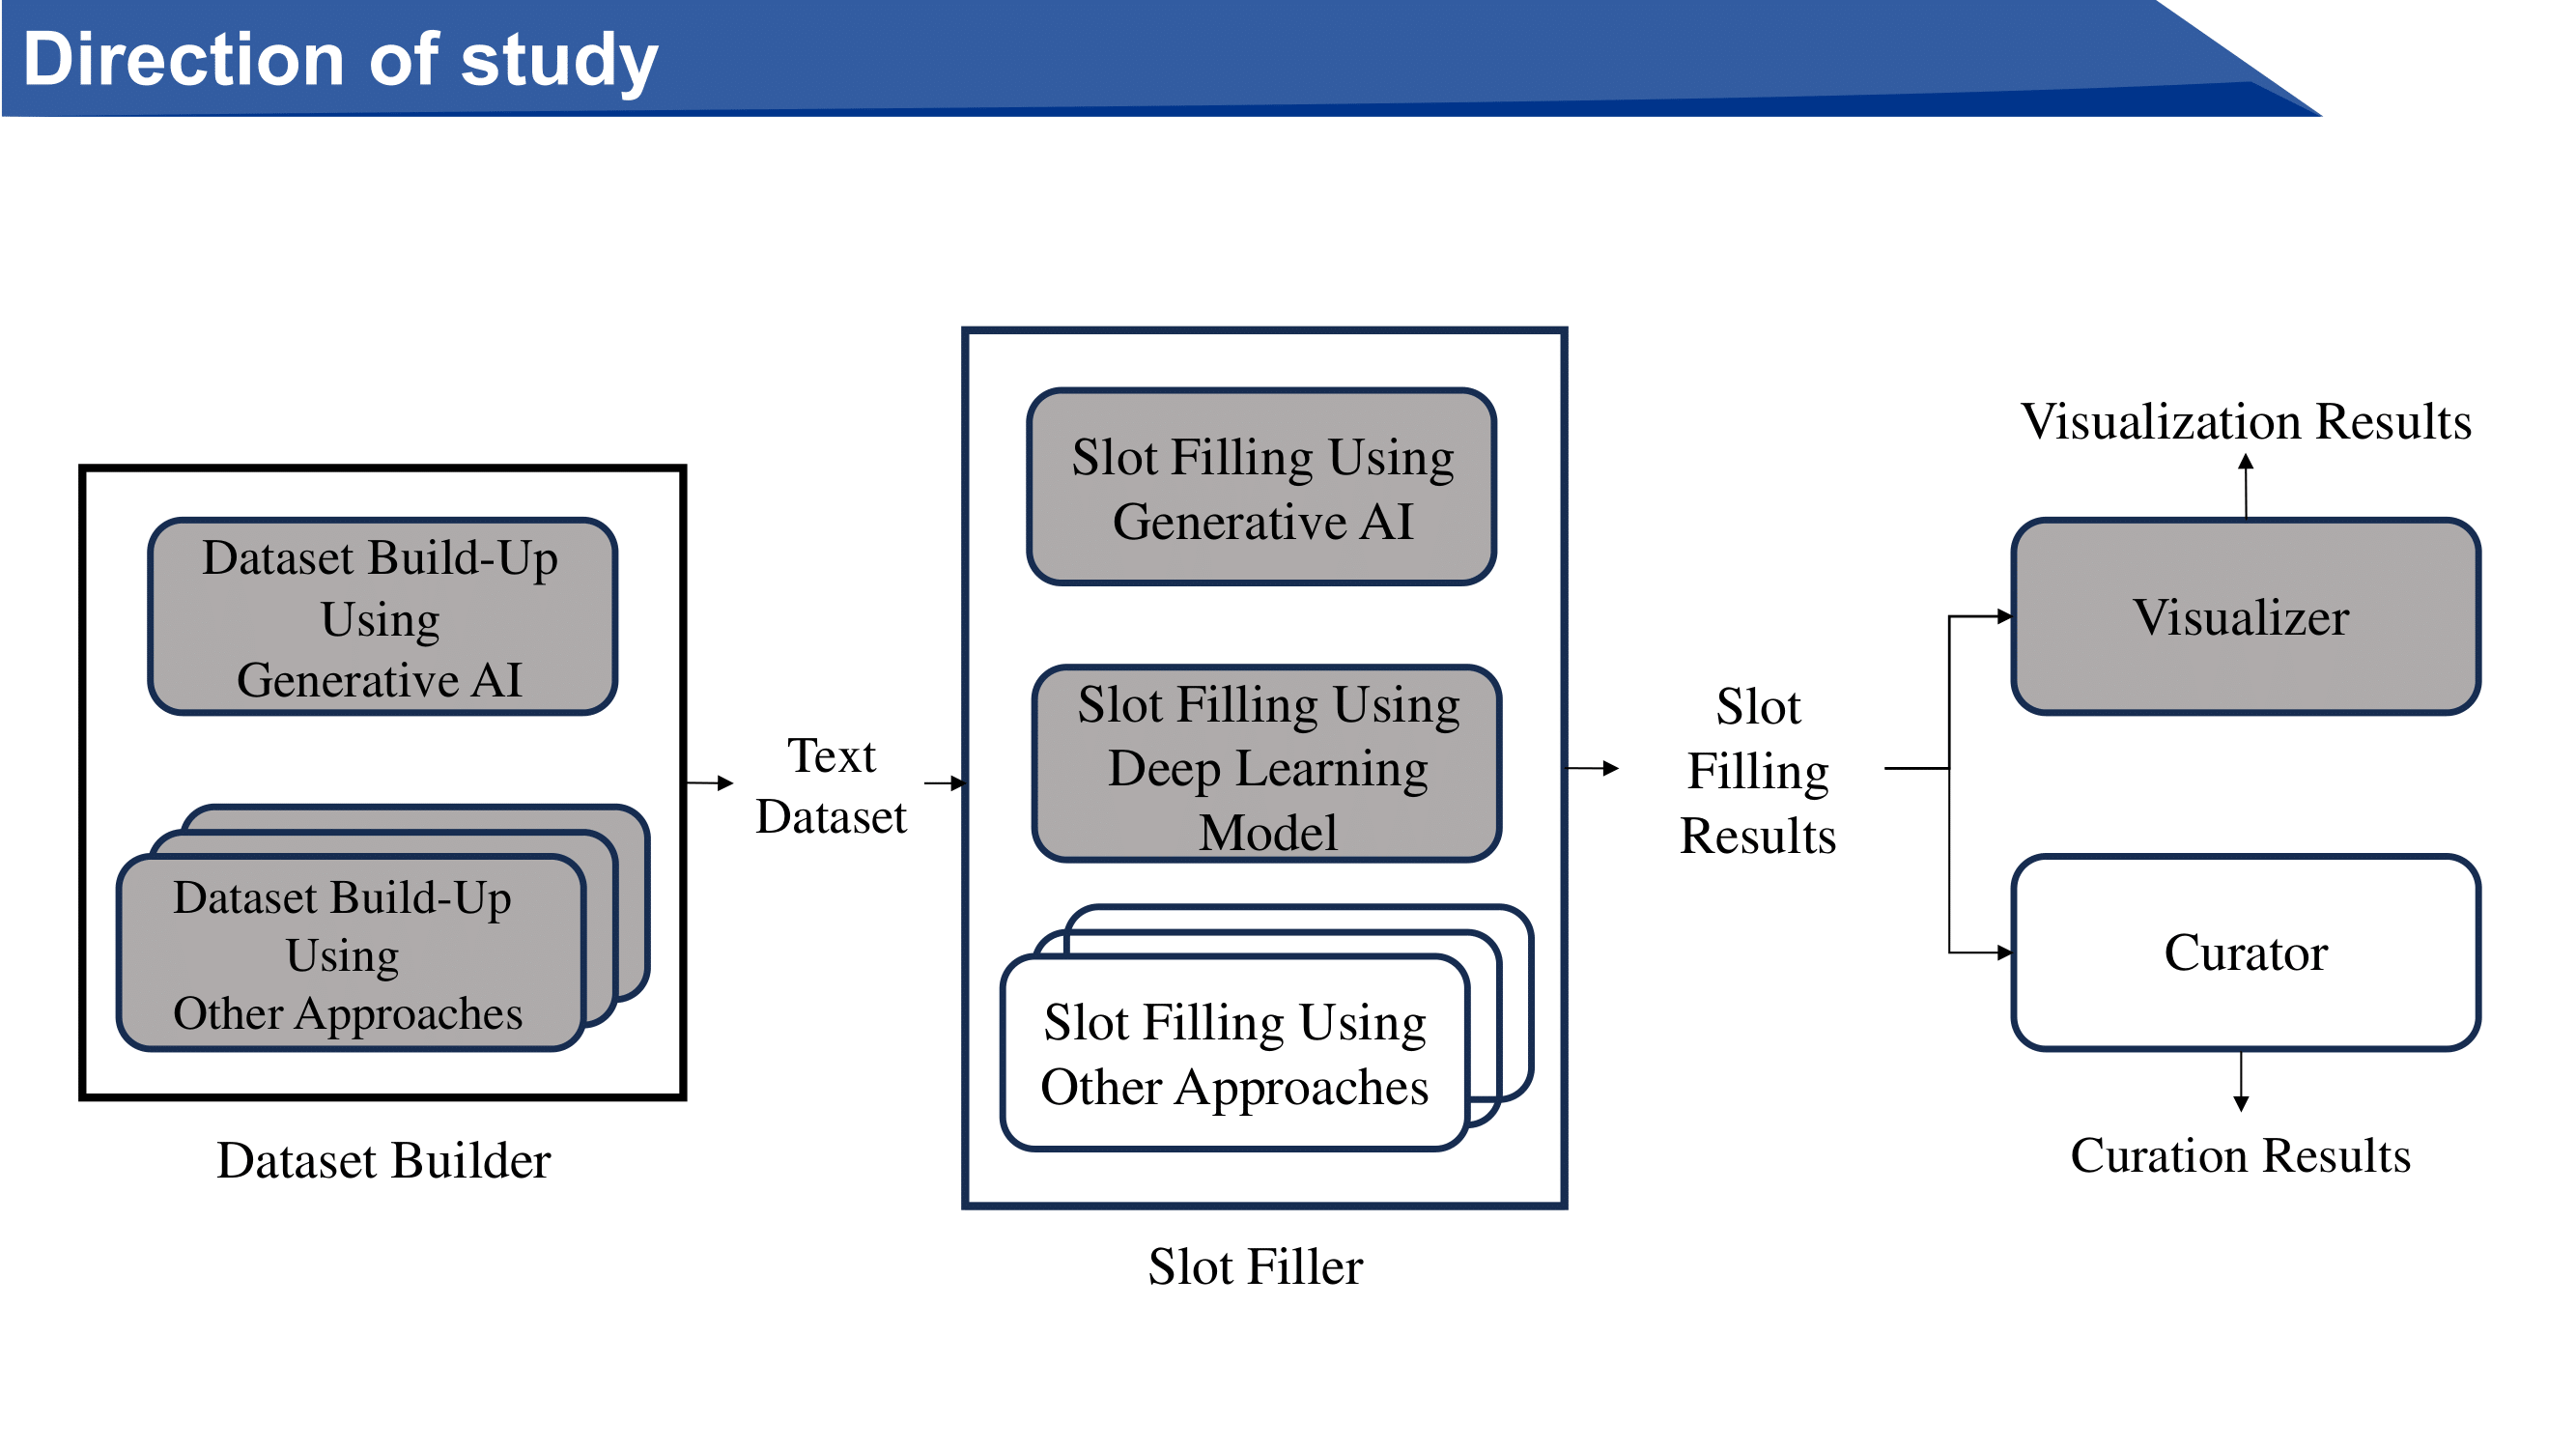 Direction of study
Dataset Build-Up
Using
Generative AI
Dataset Build-Up
Using
Other Approaches
Dataset Builder
Text
Dataset
Slot Filling Using
Generative AI
Slot Filling Using
Deep Learning
Model
Slot Filling Using
Other Approaches
Slot Filler
Slot
Filling
Results
Visualization Results
Visualizer
Curator
Curation Results